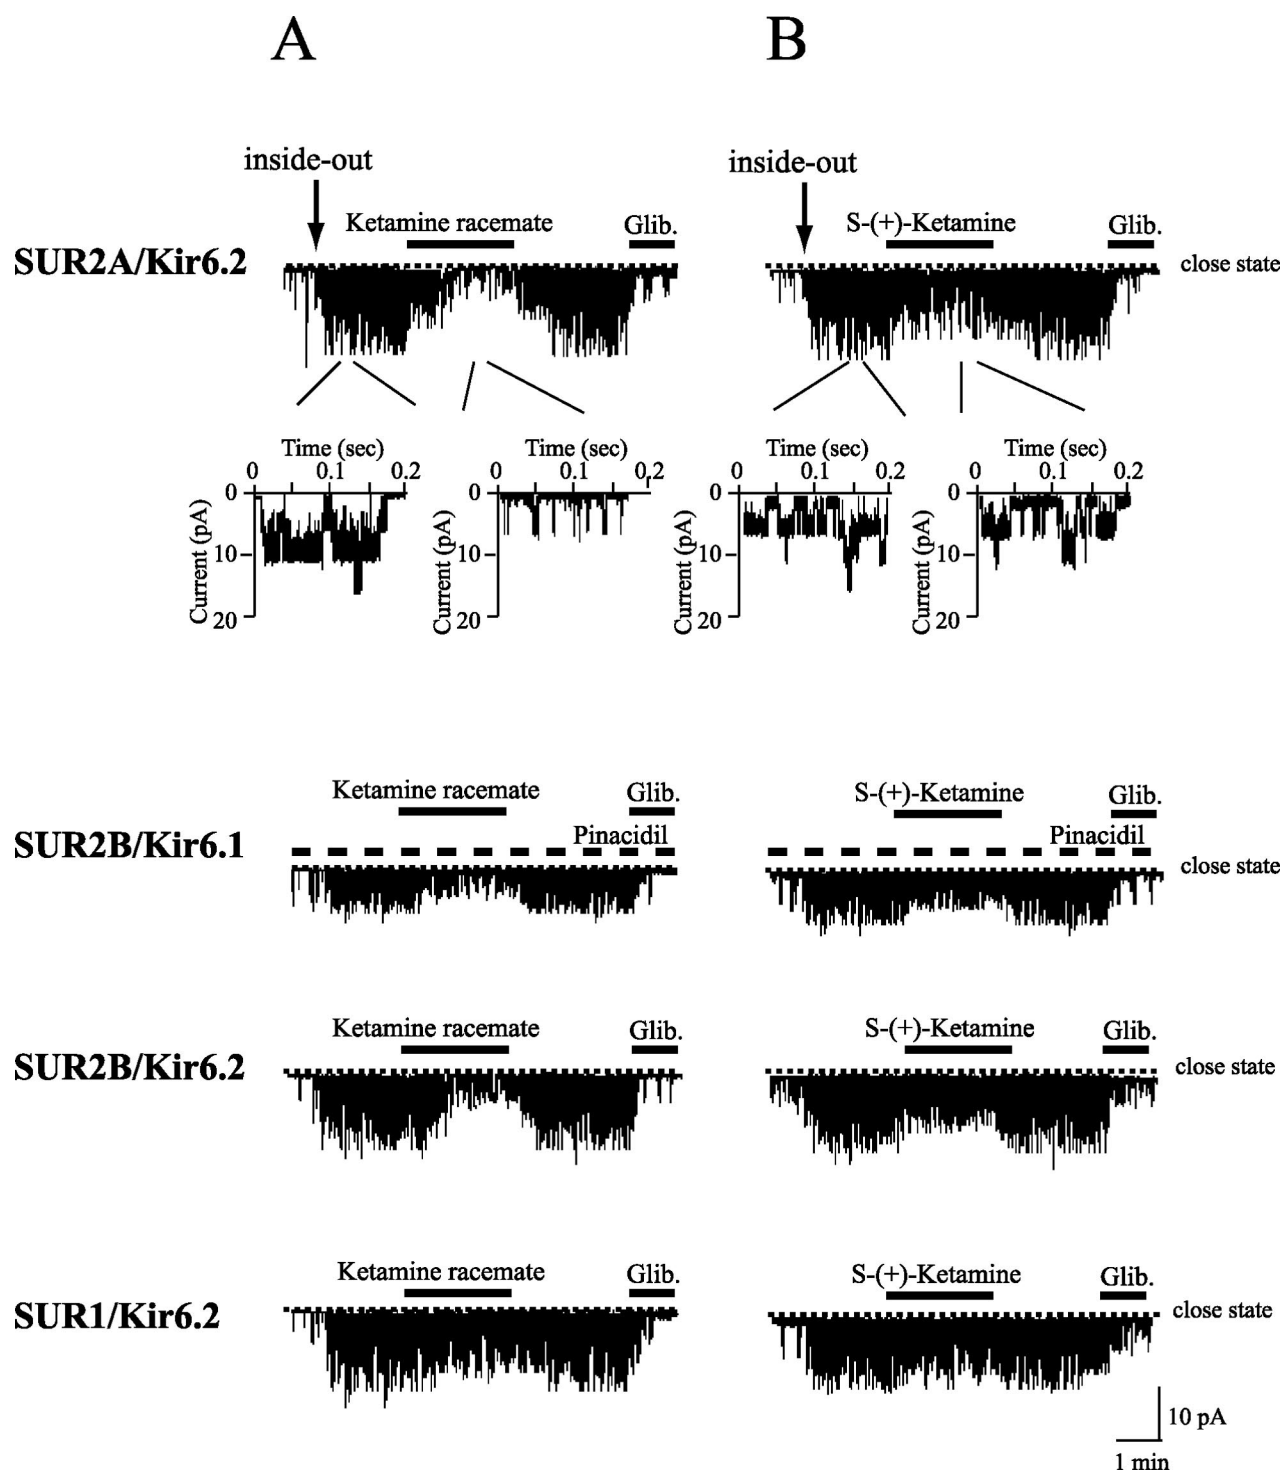 A
B
inside-out
inside-out
Ketamine racemate
Glib.
S-(+)-Ketamine
Glib.
SUR2A/Kir6.2
close state
Time (sec)
Time (sec)
Time (sec)
Time (sec)
0 0.1 0.2
0 0.1 0.2
0 0.1 0.2
0 0.1 0.2
0
10
20
Current (pA)
0
10
20
Current (pA)
0
10
20
Current (pA)
0
10
20
Current (pA)
Ketamine racemate
Glib.
S-(+)-Ketamine
Glib.
SUR2B/Kir6.1
Pinacidil
Pinacidil
close state
Ketamine racemate
Glib.
S-(+)-Ketamine
Glib.
SUR2B/Kir6.2
close state
Ketamine racemate
Glib.
S-(+)-Ketamine
Glib.
SUR1/Kir6.2
close state
10 pA
1 min